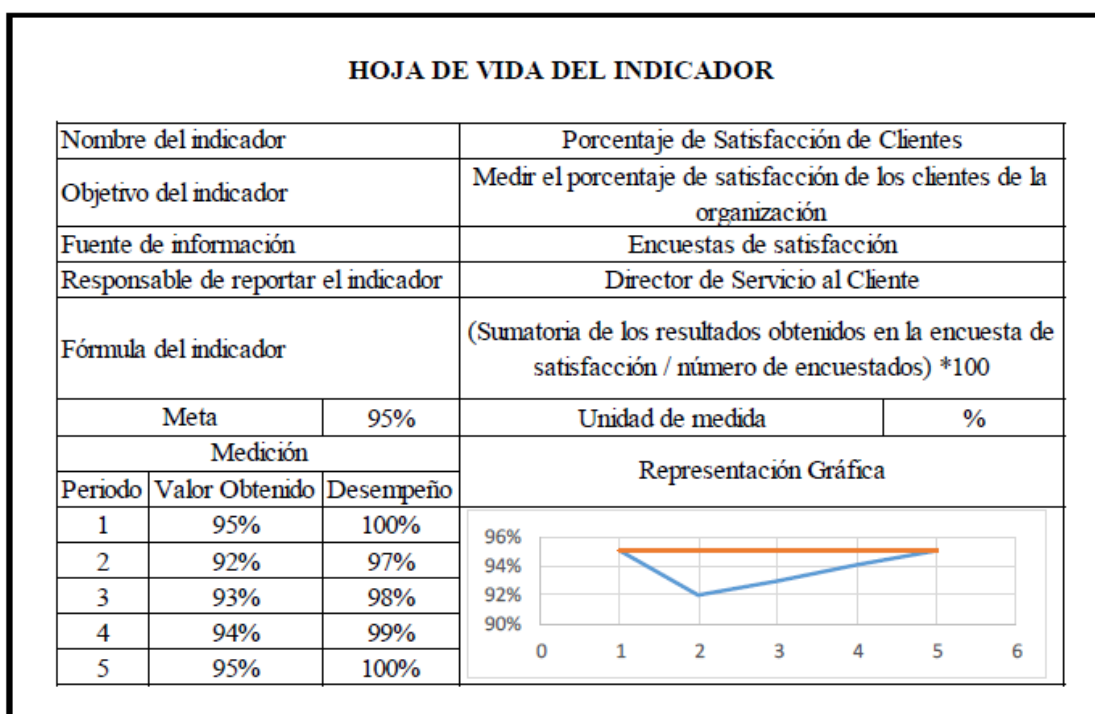 HOJA DE VIDA DEL INDICADOR
Nombre del indicador
Porcentaje de Satisfacción de Clientes
Objetivo del indicador
Medir el porcentaje de satisfacción de los clientes de la
organización
Fuente de información
Encuestas de satisfacción
Responsable de reportar el indicador
Director de Servicio al Cliente
Fórmula del indicador
(Sumatoria de los resultados obtenidos en la encuesta de
satisfacción / número de encuestados) *100
Meta
95%
Unidad de medida
%
Medición
Representación Gráfica
Periodo Valor Obtenido Desempeño
1 95% 100%
2 92% 97%
3 93% 98%
4 94% 99%
5 95% 100%
96%
94%
92%
90%
0 1 2 3 4 5 6